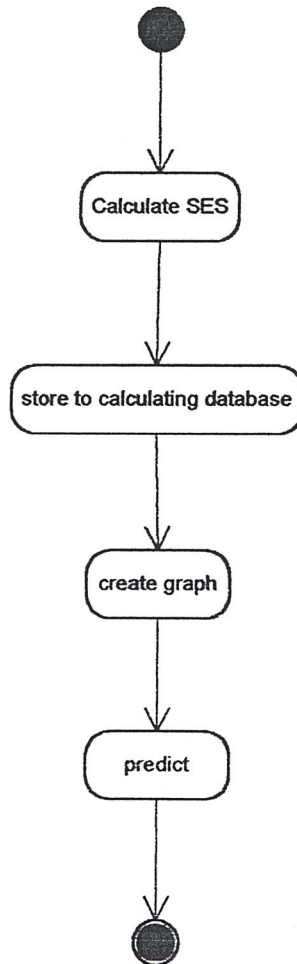 Calculate SES
store to calculating database
create graph
predict